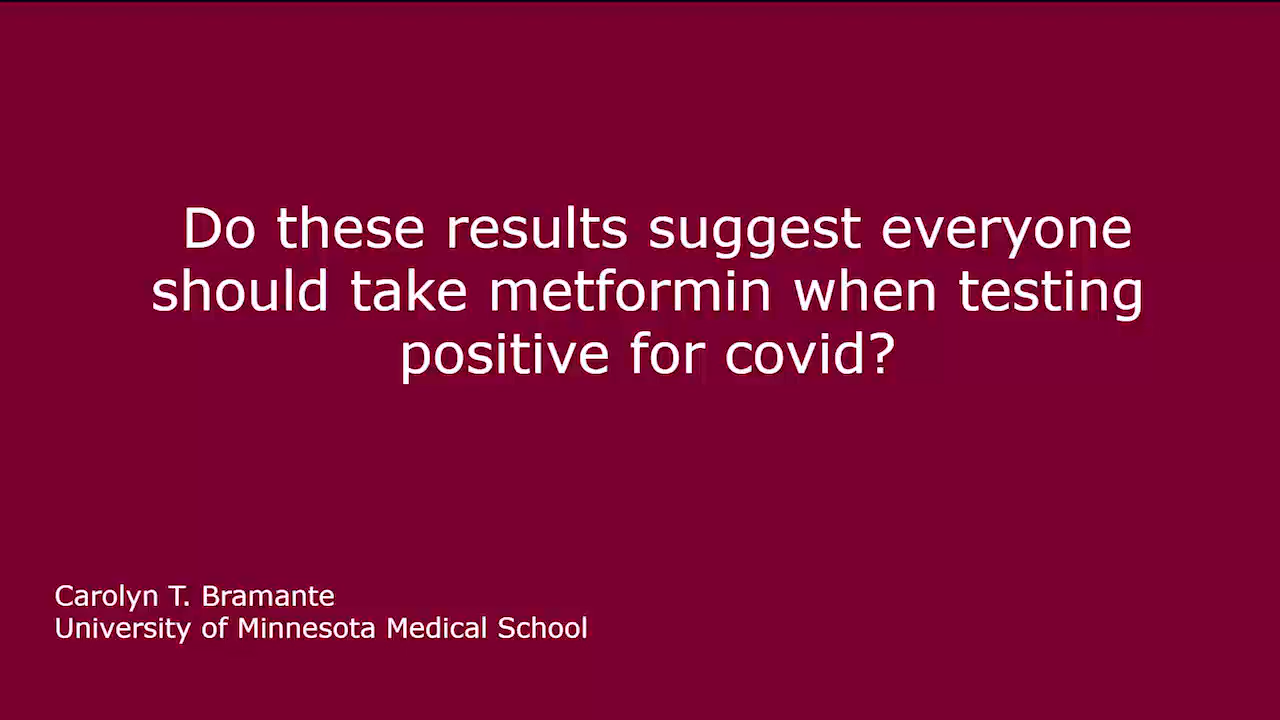 Do these results suggest everyone
should take metformin when testing
positive for covid?
Carolyn T. Bramante
University of Minnesota Medical School